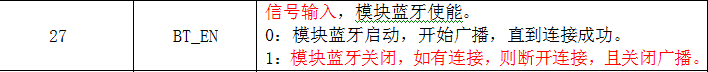 信号输入，模块蓝牙使能。
27 BT_EN 0：模块蓝牙启动，开始广播，直到连接成功。
1：模块蓝牙关闭，如有连接，则断开连接，且关闭广播。